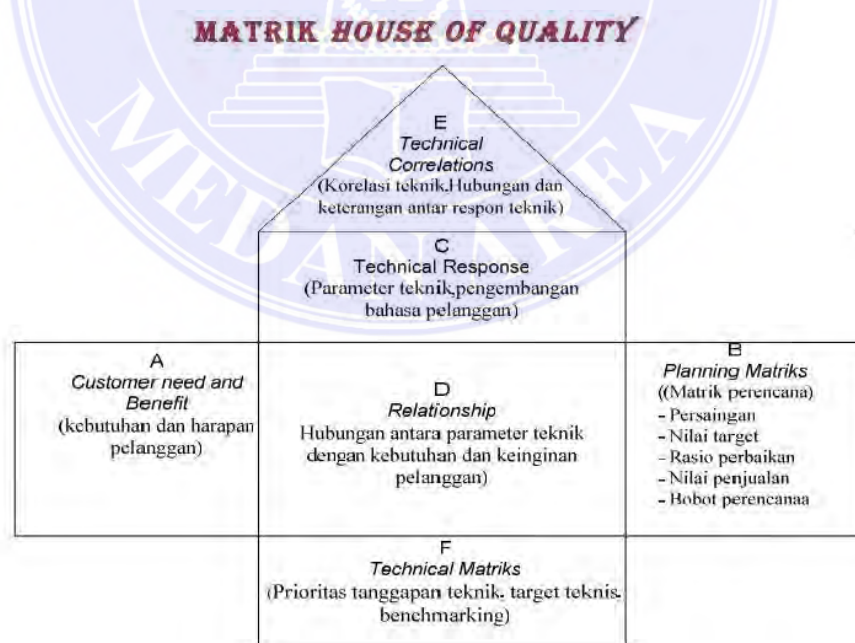 MATRIK HOUSE OF QUALITY
MEDAN AREA
E
Technical
Correlations
(Korelasi teknik.Hubungan dan
keterangan antar respon teknik)
C
Technical Response
(Parameter teknik,pengembangan
bahasa pelanggan)
A
Customer need and
Benefit
(kebutuhan dan harapan
pelanggan)
D
Relationship
Hubungan antara parameter teknik
dengan kebutuhan dan keinginan
pelanggan)
B
Planning Matriks
((Matrik perencana)
- Persaingan
- Nilai target
- Rasio perbaikan
- Nilai penjualan
- Bobot perencanaa
F
Technical Matriks
(Prioritas tanggapan teknik. target teknis.
benchmarking)